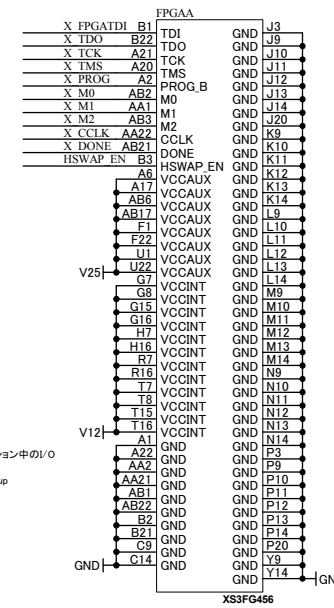 FPGAA
X_FPGATDI B1 TDI GND J3
X_TDO B22 TDO GND J9
X_TCK A21 TCK GND J10
X_TMS A20 TMS GND J11
X_PROG A2 PROG_B GND J12
X_M0 AB2 M0 GND J13
X_M1 AA1 M1 GND J14
X_M2 AB3 M2 GND J20
X_CCLK AA22 CCLK GND K9
X_DONE AB21 DONE GND K10
HSWAP_EN B3 HSWAP_EN GND K11
A6 VCCAUX GND K12
A17 VCCAUX GND K13
AB6 VCCAUX GND K14
AB17 VCCAUX GND L9
F1 VCCAUX GND L10
F22 VCCAUX GND L11
U1 VCCAUX GND L12
V25 U22 VCCAUX GND L13
G7 VCCINT GND L14
G8 VCCINT GND M9
G15 VCCINT GND M10
G16 VCCINT GND M11
H7 VCCINT GND M12
H16 VCCINT GND M13
R7 VCCINT GND M14
R16 VCCINT GND N9
T7 VCCINT GND N10
T8 VCCINT GND N11
T15 VCCINT GND N12
V12 T16 VCCINT GND N13
A1 GND GND N14
ション中のI/O A22 GND GND P3
AA2 GND GND P9
up AA21 GND GND P10
AB1 GND GND P11
AB22 GND GND P12
B2 GND GND P13
B21 GND GND P14
C9 GND GND P20
GND C14 GND GND Y9
GND Y14 GN
XS3FG456